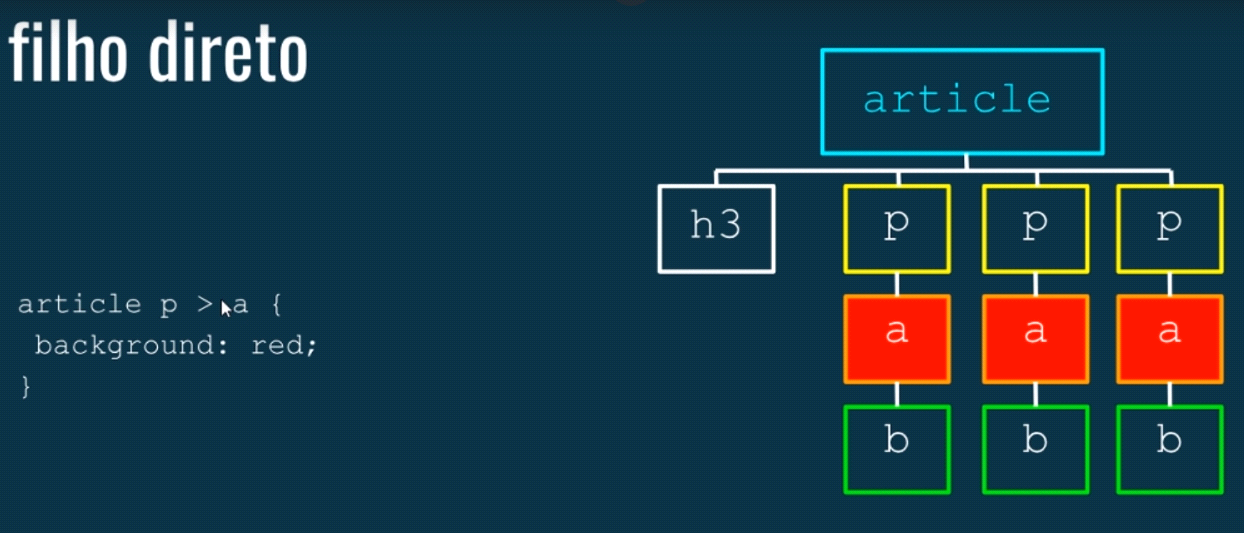 filho direto
article
h3 p p p
article p > a {
a a a
background: red;
}
b b b